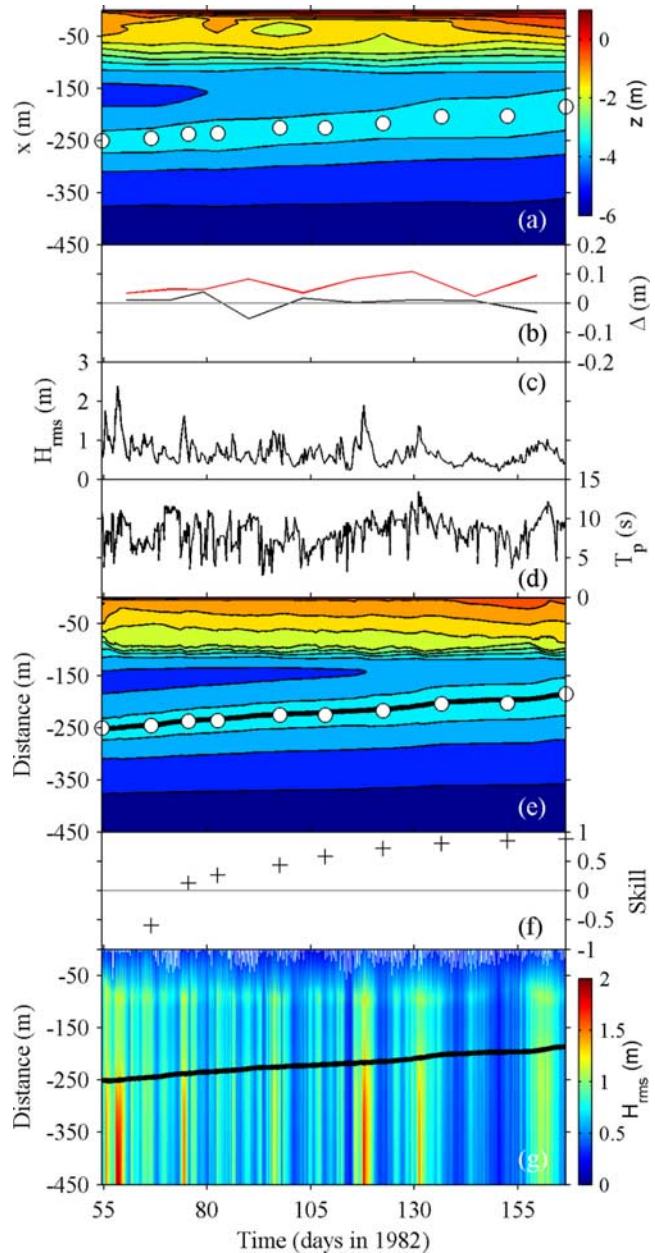 -50
-150
-250
-350
-450
x (m)
(a)
0
-2
-4
-6
z (m)
0.2
0.1
0
-0.1
-0.2
Δ (m)
(b)
3
2
1
0
H_rms (m)
(c)
15
10
5
0
T_p (s)
(d)
-50
-150
-250
-350
-450
Distance (m)
(e)
1
0.5
0
-0.5
-1
Skill
(f)
-50
-150
-250
-350
-450
Distance (m)
(g)
2
1.5
1
0.5
0
H_rms (m)
55
80
105
130
155
Time (days in 1982)